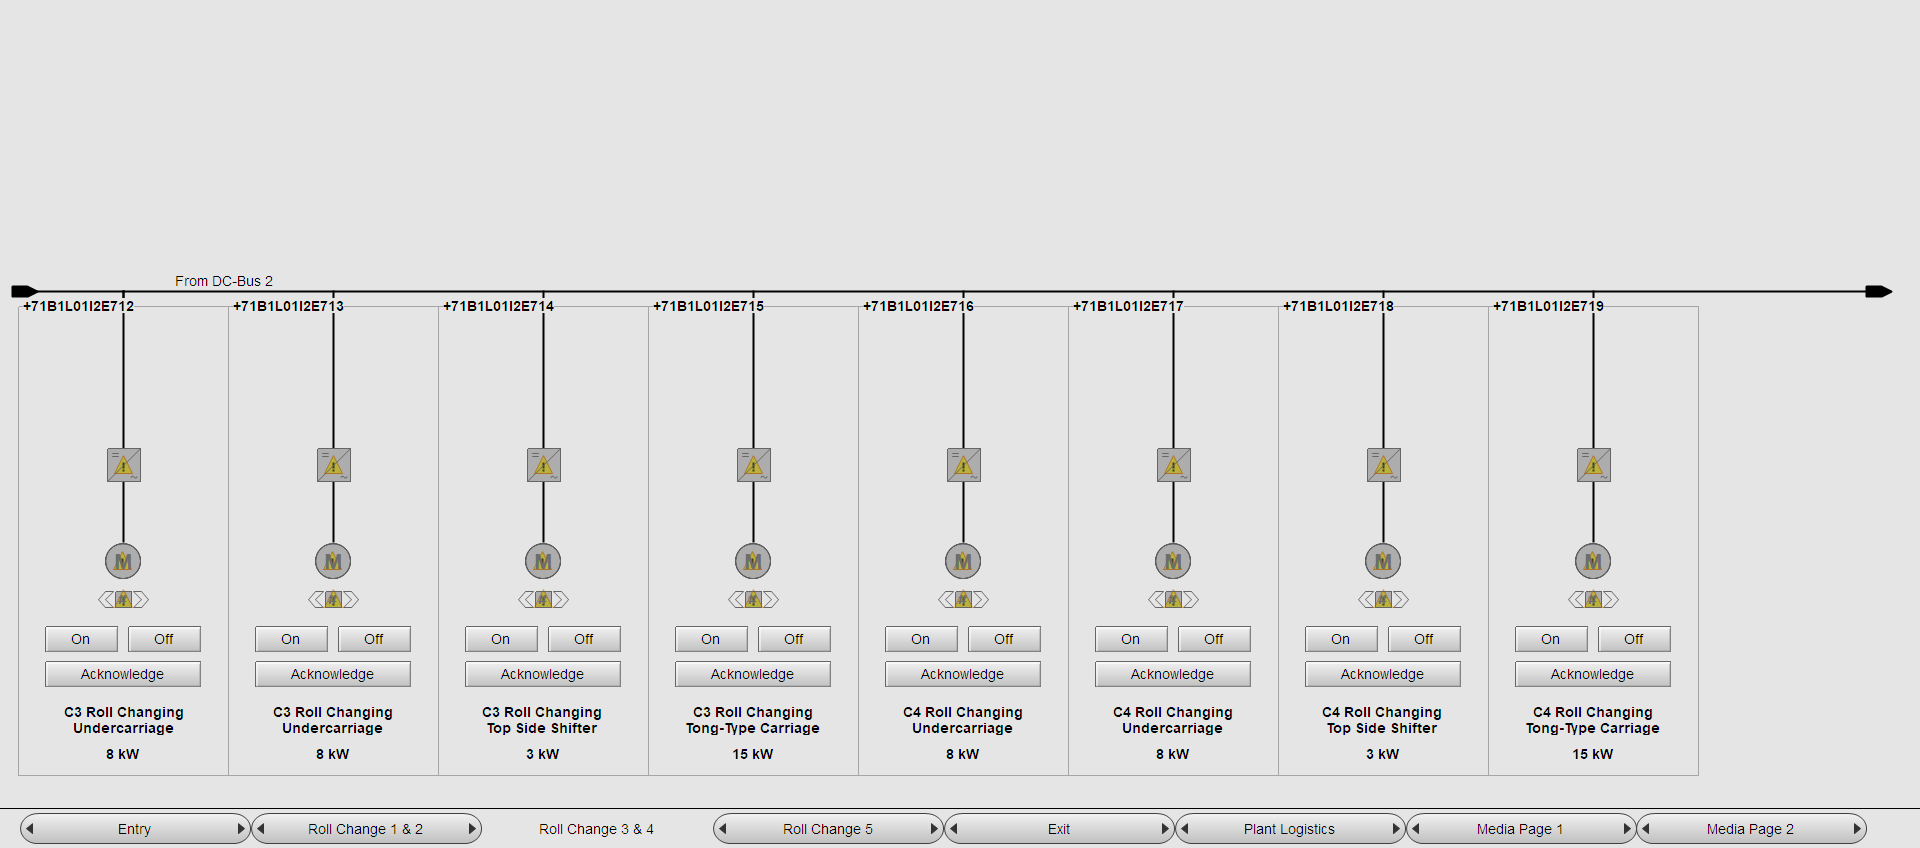 From DC-Bus 2
+71B1L01I2E712 +71B1L01I2E713 +71B1L01I2E714 +71B1L01I2E715 +71B1L01I2E716 +71B1L01I2E717 +71B1L01I2E718 +71B1L01I2E719
M M M M M M M M
On Off On Off On Off On Off On Off On Off On Off On Off
Acknowledge Acknowledge Acknowledge Acknowledge Acknowledge Acknowledge Acknowledge Acknowledge
C3 Roll Changing
Undercarriage
8 kW
C3 Roll Changing
Undercarriage
8 kW
C3 Roll Changing
Top Side Shifter
3 kW
C3 Roll Changing
Tong-Type Carriage
15 kW
C4 Roll Changing
Undercarriage
8 kW
C4 Roll Changing
Undercarriage
8 kW
C4 Roll Changing
Top Side Shifter
3 kW
C4 Roll Changing
Tong-Type Carriage
15 kW
Entry Roll Change 1 & 2 Roll Change 3 & 4 Roll Change 5 Exit Plant Logistics Media Page 1 Media Page 2